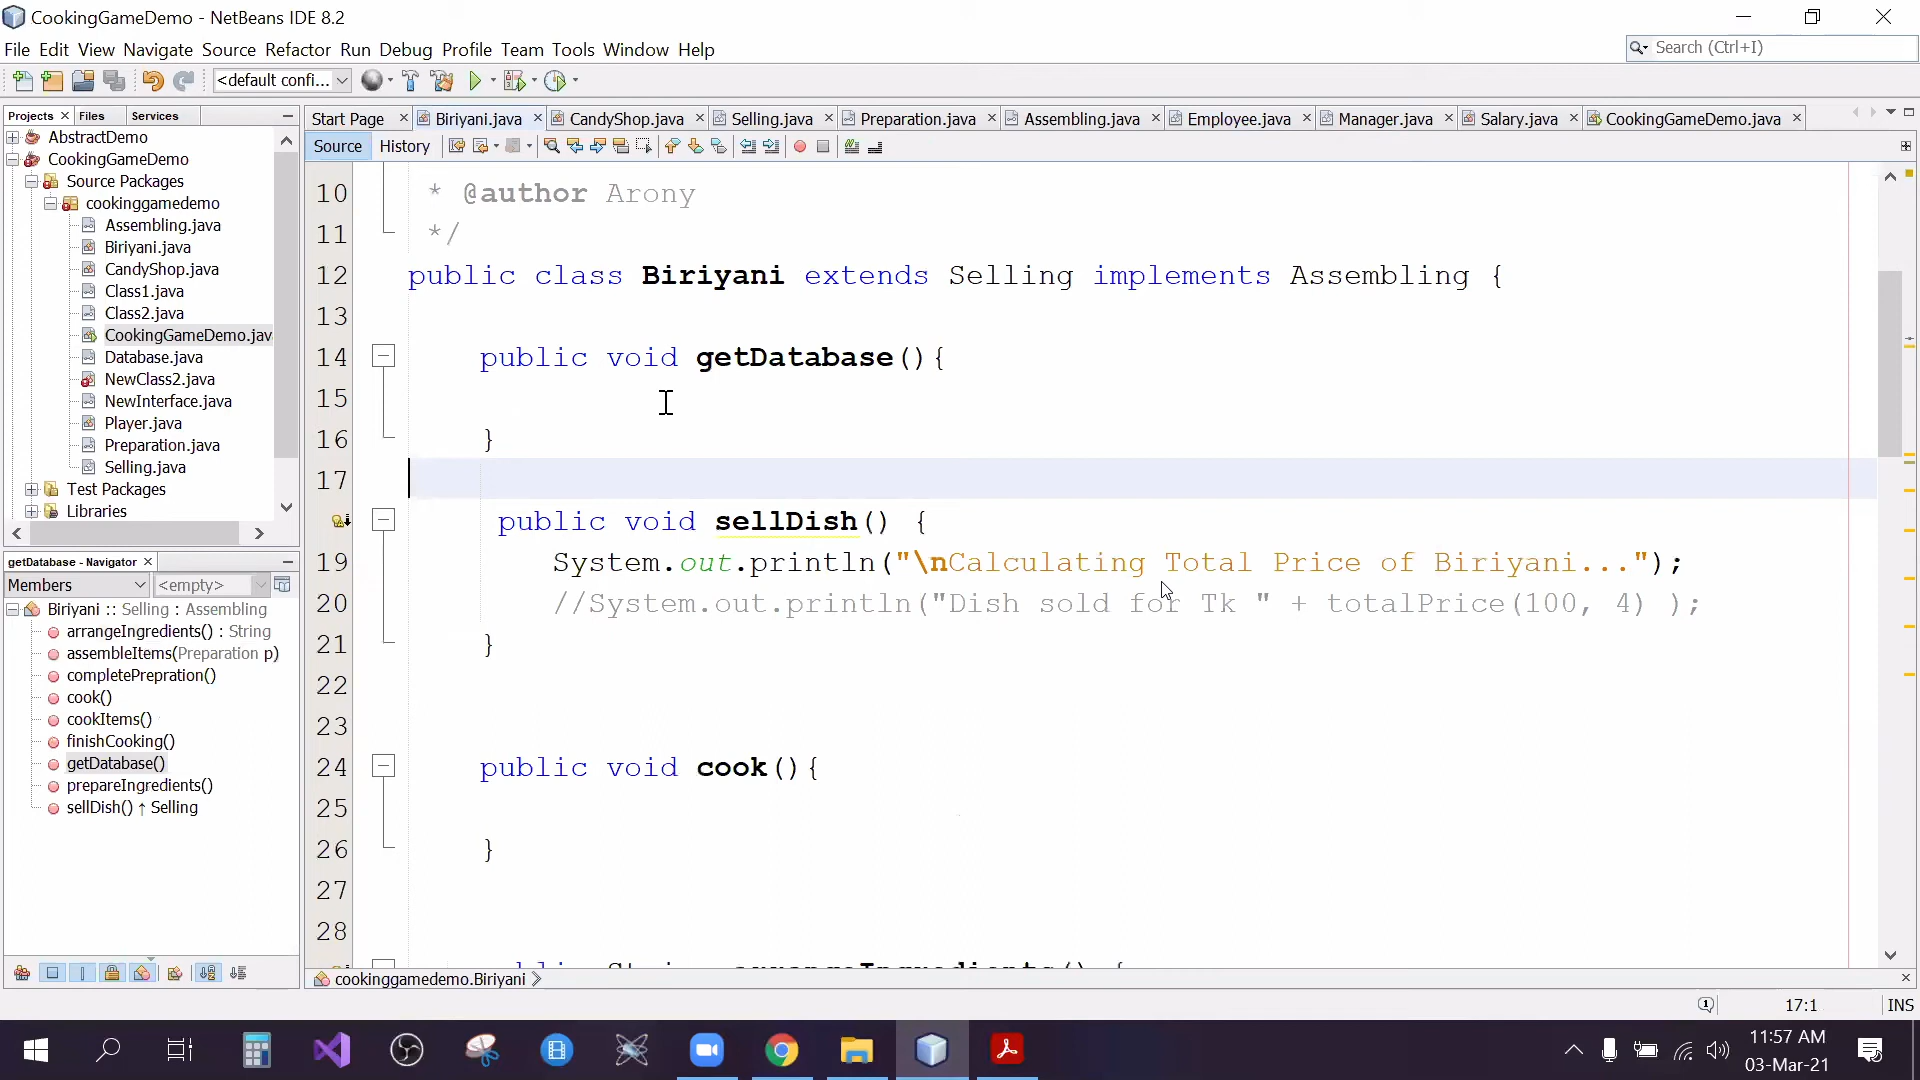 CookingGameDemo - NetBeans IDE 8.2
File Edit View Navigate Source Refactor Run Debug Profile Team Tools Window Help
Search (Ctrl+I)
<default confi...
Projects Files Services
Start Page Biriyani.java CandyShop.java Selling.java Preparation.java Assembling.java Employee.java Manager.java Salary.java CookingGameDemo.java
Source History
AbstractDemo
CookingGameDemo
Source Packages
cookinggamedemo
Assembling.java
Biriyani.java
CandyShop.java
Class1.java
Class2.java
CookingGameDemo.jav
Database.java
NewClass2.java
NewInterface.java
Player.java
Preparation.java
Selling.java
Test Packages
Libraries
getDatabase - Navigator
Members <empty>
Biriyani :: Selling : Assembling
arrangeIngredients() : String
assembleItems(Preparation p)
completePrepration()
cook()
cookItems()
finishCooking()
getDatabase()
prepareIngredients()
sellDish() ↑ Selling
10 * @author Arony
11 */
12 public class Biriyani extends Selling implements Assembling {
13
14 public void getDatabase(){
15
16 }
17
public void sellDish() {
19 System.out.println("\nCalculating Total Price of Biriyani...");
20 //System.out.println("Dish sold for Tk " + totalPrice(100, 4) );
21 }
22
23
24 public void cook(){
25
26 }
27
28
public String arrangeIngredients() {
cookinggamedemo.Biriyani
17:1 INS
11:57 AM
03-Mar-21